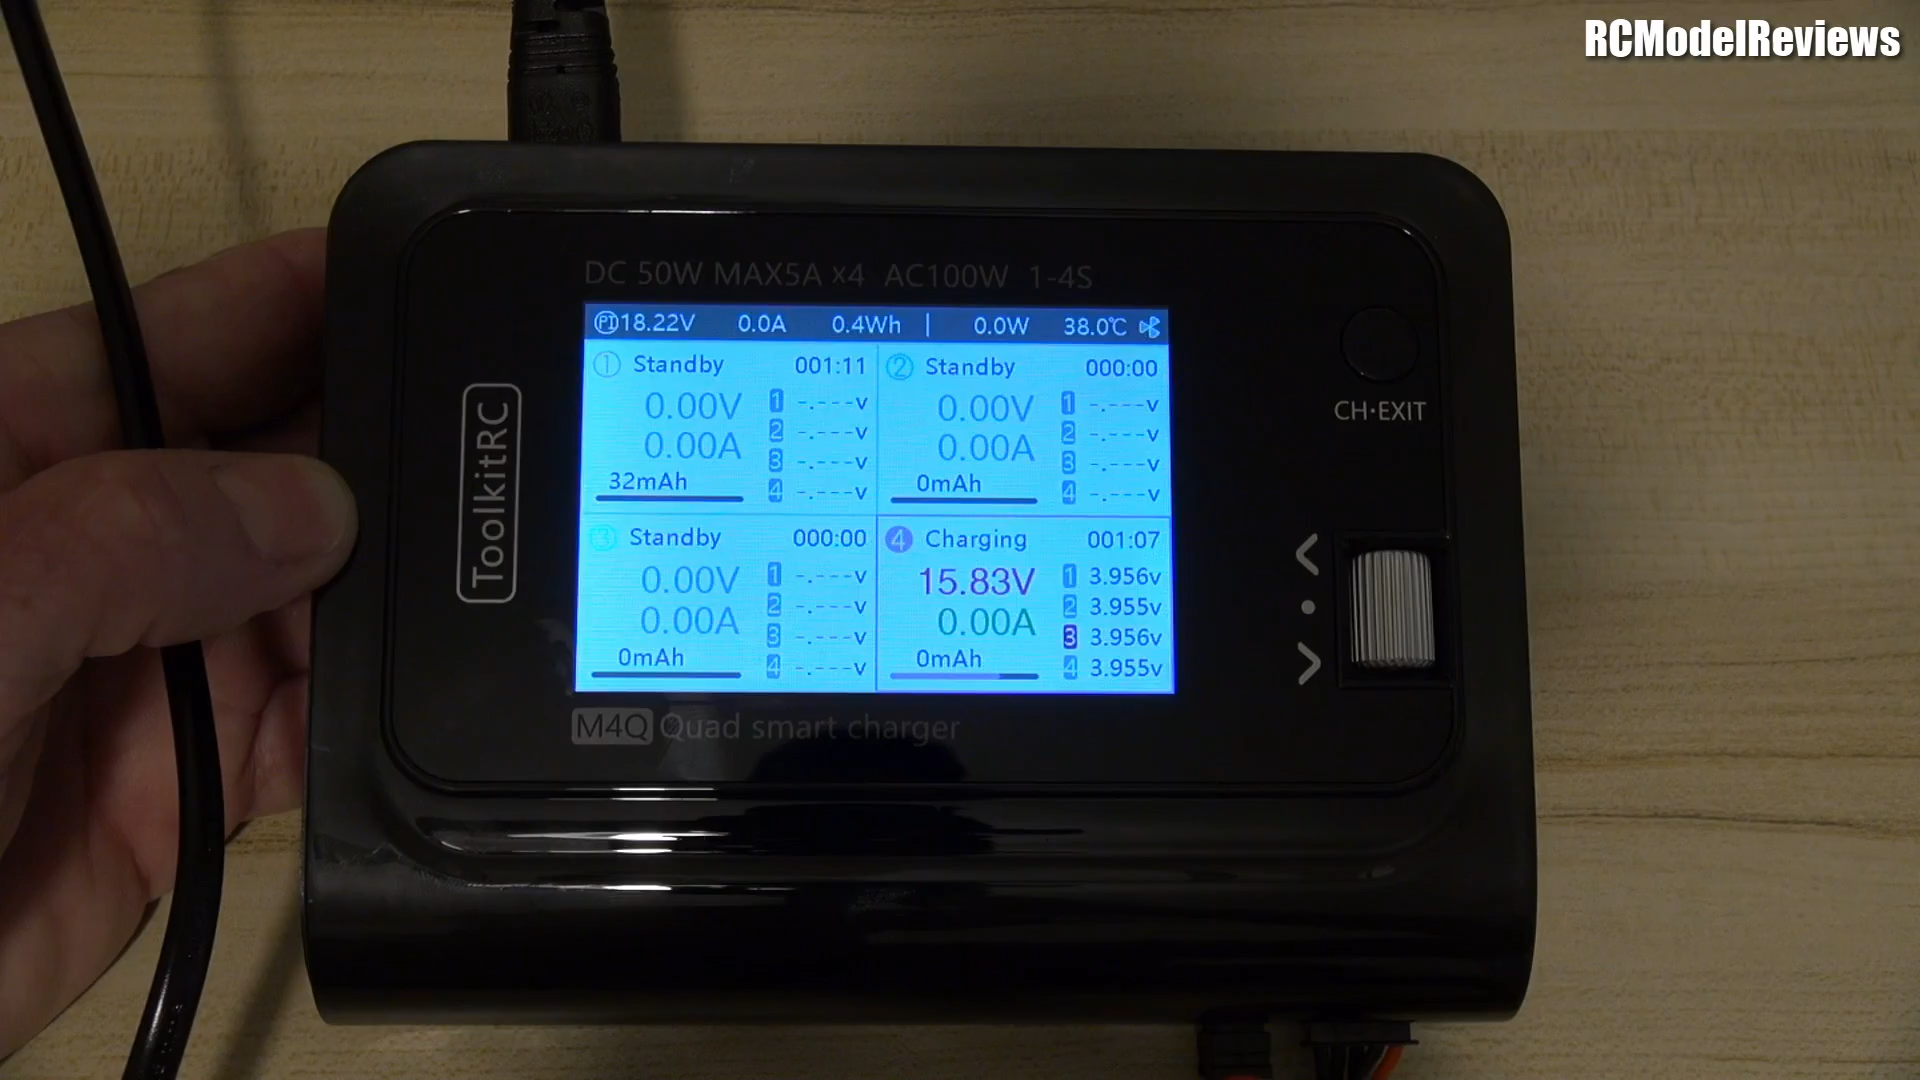 RCModelReviews
DC 50W MAX5A x4 AC100W 1-4S
18.22V 0.0A 0.4Wh | 0.0W 38.0℃
1 Standby 001:11
0.00V
0.00A
32mAh
1 -.---v
2 -.---v
3 -.---v
4 -.---v
2 Standby 000:00
0.00V
0.00A
0mAh
1 -.---v
2 -.---v
3 -.---v
4 -.---v
3 Standby 000:00
0.00V
0.00A
0mAh
1 -.---v
2 -.---v
3 -.---v
4 -.---v
4 Charging 001:07
15.83V
0.00A
0mAh
1 3.956v
2 3.955v
3 3.956v
4 3.955v
ToolkitRC
CH·EXIT
M4Q Quad smart charger